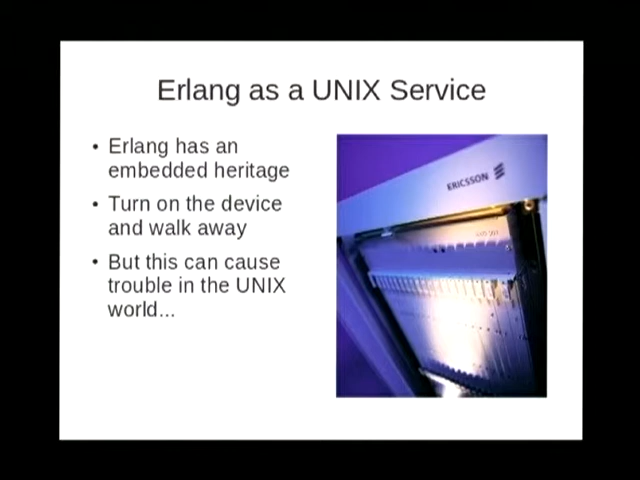 Erlang as a UNIX Service
• Erlang has an
embedded heritage
• Turn on the device
and walk away
• But this can cause
trouble in the UNIX
world...
ERICSSON